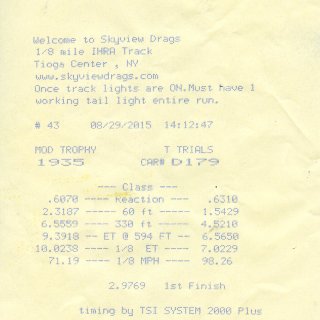 Welcome to Skyview Drags
1/8 mile IHRA Track
Tioga Center , NY
www.skyviewdrags.com
Once track lights are ON.Must have 1
working tail light entire run.
# 43 08/29/2015 14:12:47
MOD TROPHY T TRIALS
1935 CAR# D179
--- Class ---
.6070 ---- Reaction ---- .6310
2.3187 ---- 60 ft ---- 1.5429
6.5559 ---- 330 ft ---- 4.5210
9.3918 -- ET @ 594 FT -- 6.5650
10.0238 ---- 1/8 ET ---- 7.0229
71.19 ---- 1/8 MPH ---- 98.26
2.9769 1st Finish
timing by TSI SYSTEM 2000 Plus